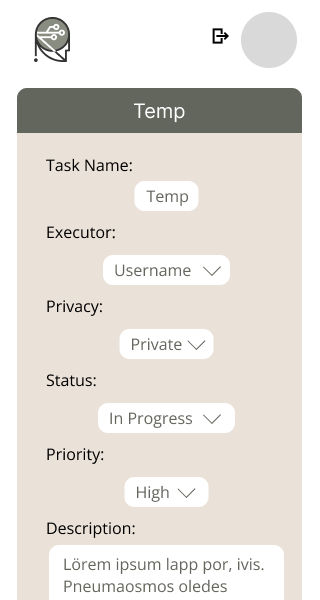 Temp
Task Name:
Temp
Executor:
Username
Privacy:
Private
Status:
In Progress
Priority:
High
Description:
Lörem ipsum lapp por, ivis.
Pneumaosmos oledes